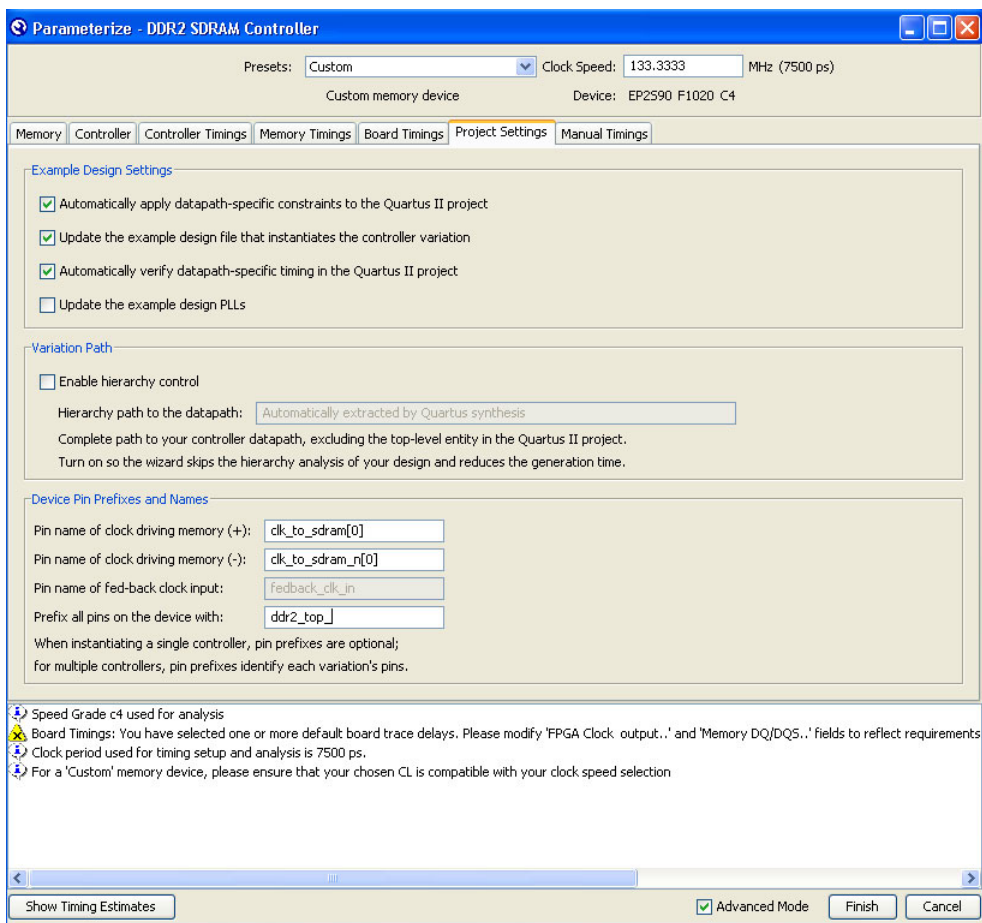 Parameterize - DDR2 SDRAM Controller
Presets: Custom Clock Speed: 133.3333 MHz (7500 ps)
Custom memory device Device: EP2S90 F1020 C4
Memory Controller Controller Timings Memory Timings Board Timings Project Settings Manual Timings
Example Design Settings
Automatically apply datapath-specific constraints to the Quartus II project
Update the example design file that instantiates the controller variation
Automatically verify datapath-specific timing in the Quartus II project
Update the example design PLLs
Variation Path
Enable hierarchy control
Hierarchy path to the datapath: Automatically extracted by Quartus synthesis
Complete path to your controller datapath, excluding the top-level entity in the Quartus II project.
Turn on so the wizard skips the hierarchy analysis of your design and reduces the generation time.
Device Pin Prefixes and Names
Pin name of clock driving memory (+): clk_to_sdram[0]
Pin name of clock driving memory (-): clk_to_sdram_n[0]
Pin name of fed-back clock input: fedback_clk_in
Prefix all pins on the device with: ddr2_top_
When instantiating a single controller, pin prefixes are optional;
for multiple controllers, pin prefixes identify each variation's pins.
Speed Grade c4 used for analysis
Board Timings: You have selected one or more default board trace delays. Please modify 'FPGA Clock output..' and 'Memory DQ/DQS..' fields to reflect requirements
Clock period used for timing setup and analysis is 7500 ps.
For a 'Custom' memory device, please ensure that your chosen CL is compatible with your clock speed selection
Show Timing Estimates Advanced Mode Finish Cancel